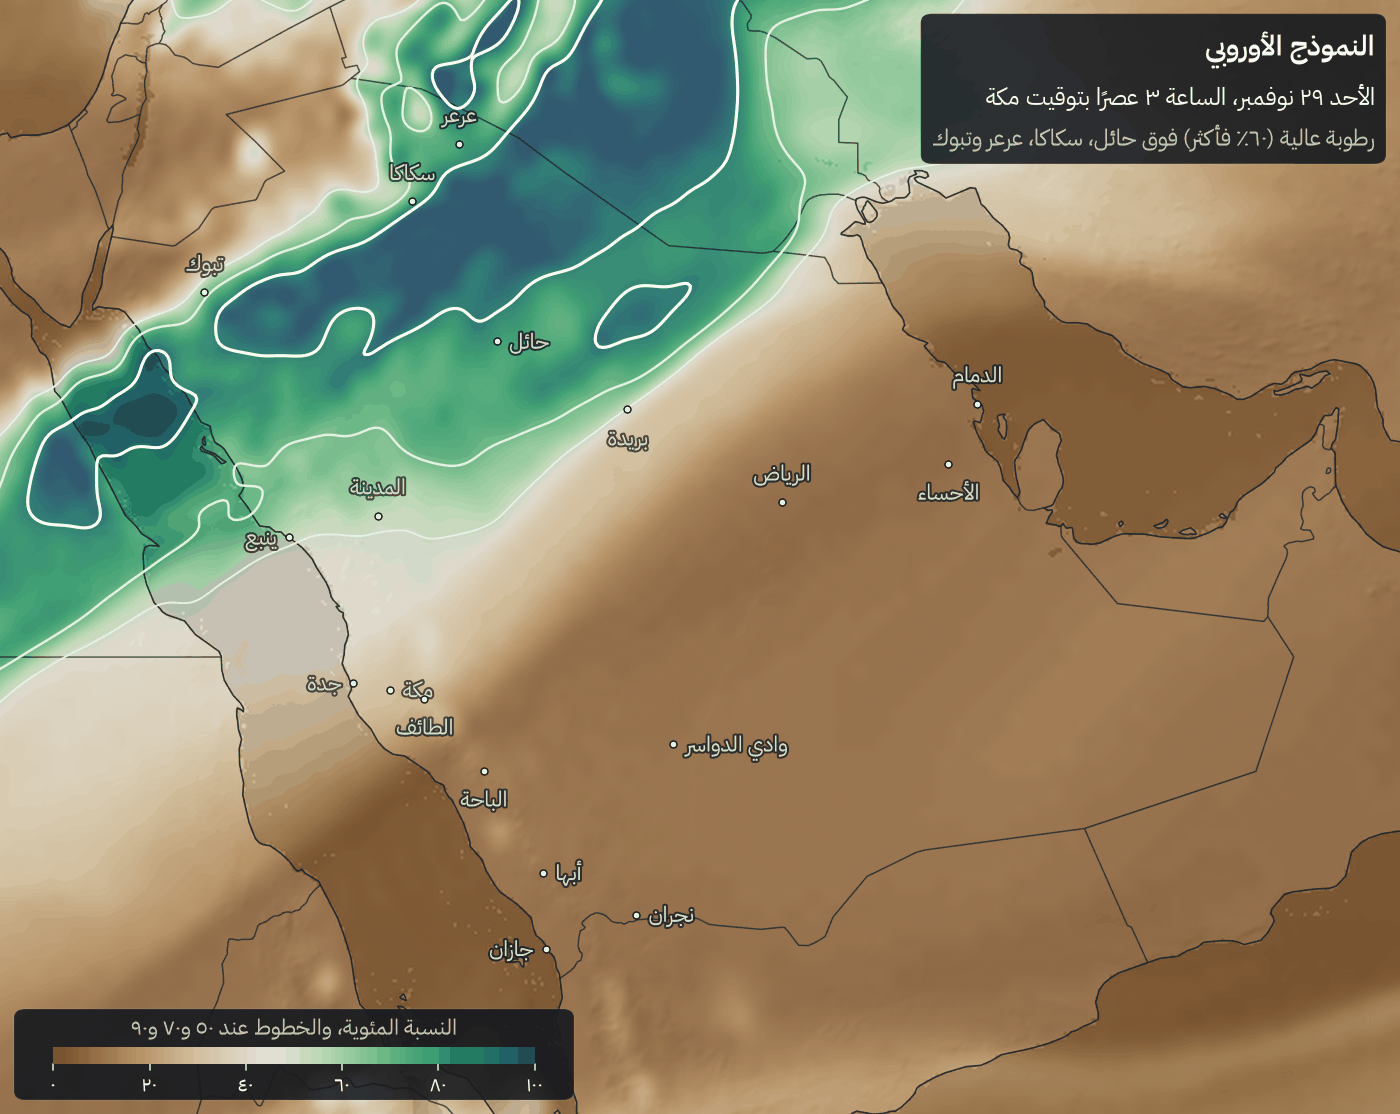 النموذج الأوروبي
الأحد ٢٩ نوفمبر، الساعة ٣ عصرًا بتوقيت مكة
رطوبة عالية (٦٠٪ فأكثر) فوق حائل، سكاكا، عرعر وتبوك
عرعر
سكاكا
تبوك
حائل
الدمام
بريدة
الرياض
الأحساء
المدينة
ينبع
جدة
مكة
الطائف
وادي الدواسر
الباحة
أبها
نجران
جازان
النسبة المئوية، والخطوط عند ٥٠ و٧٠ و٩٠
٠ ٢٠ ٤٠ ٦٠ ٨٠ ١٠٠